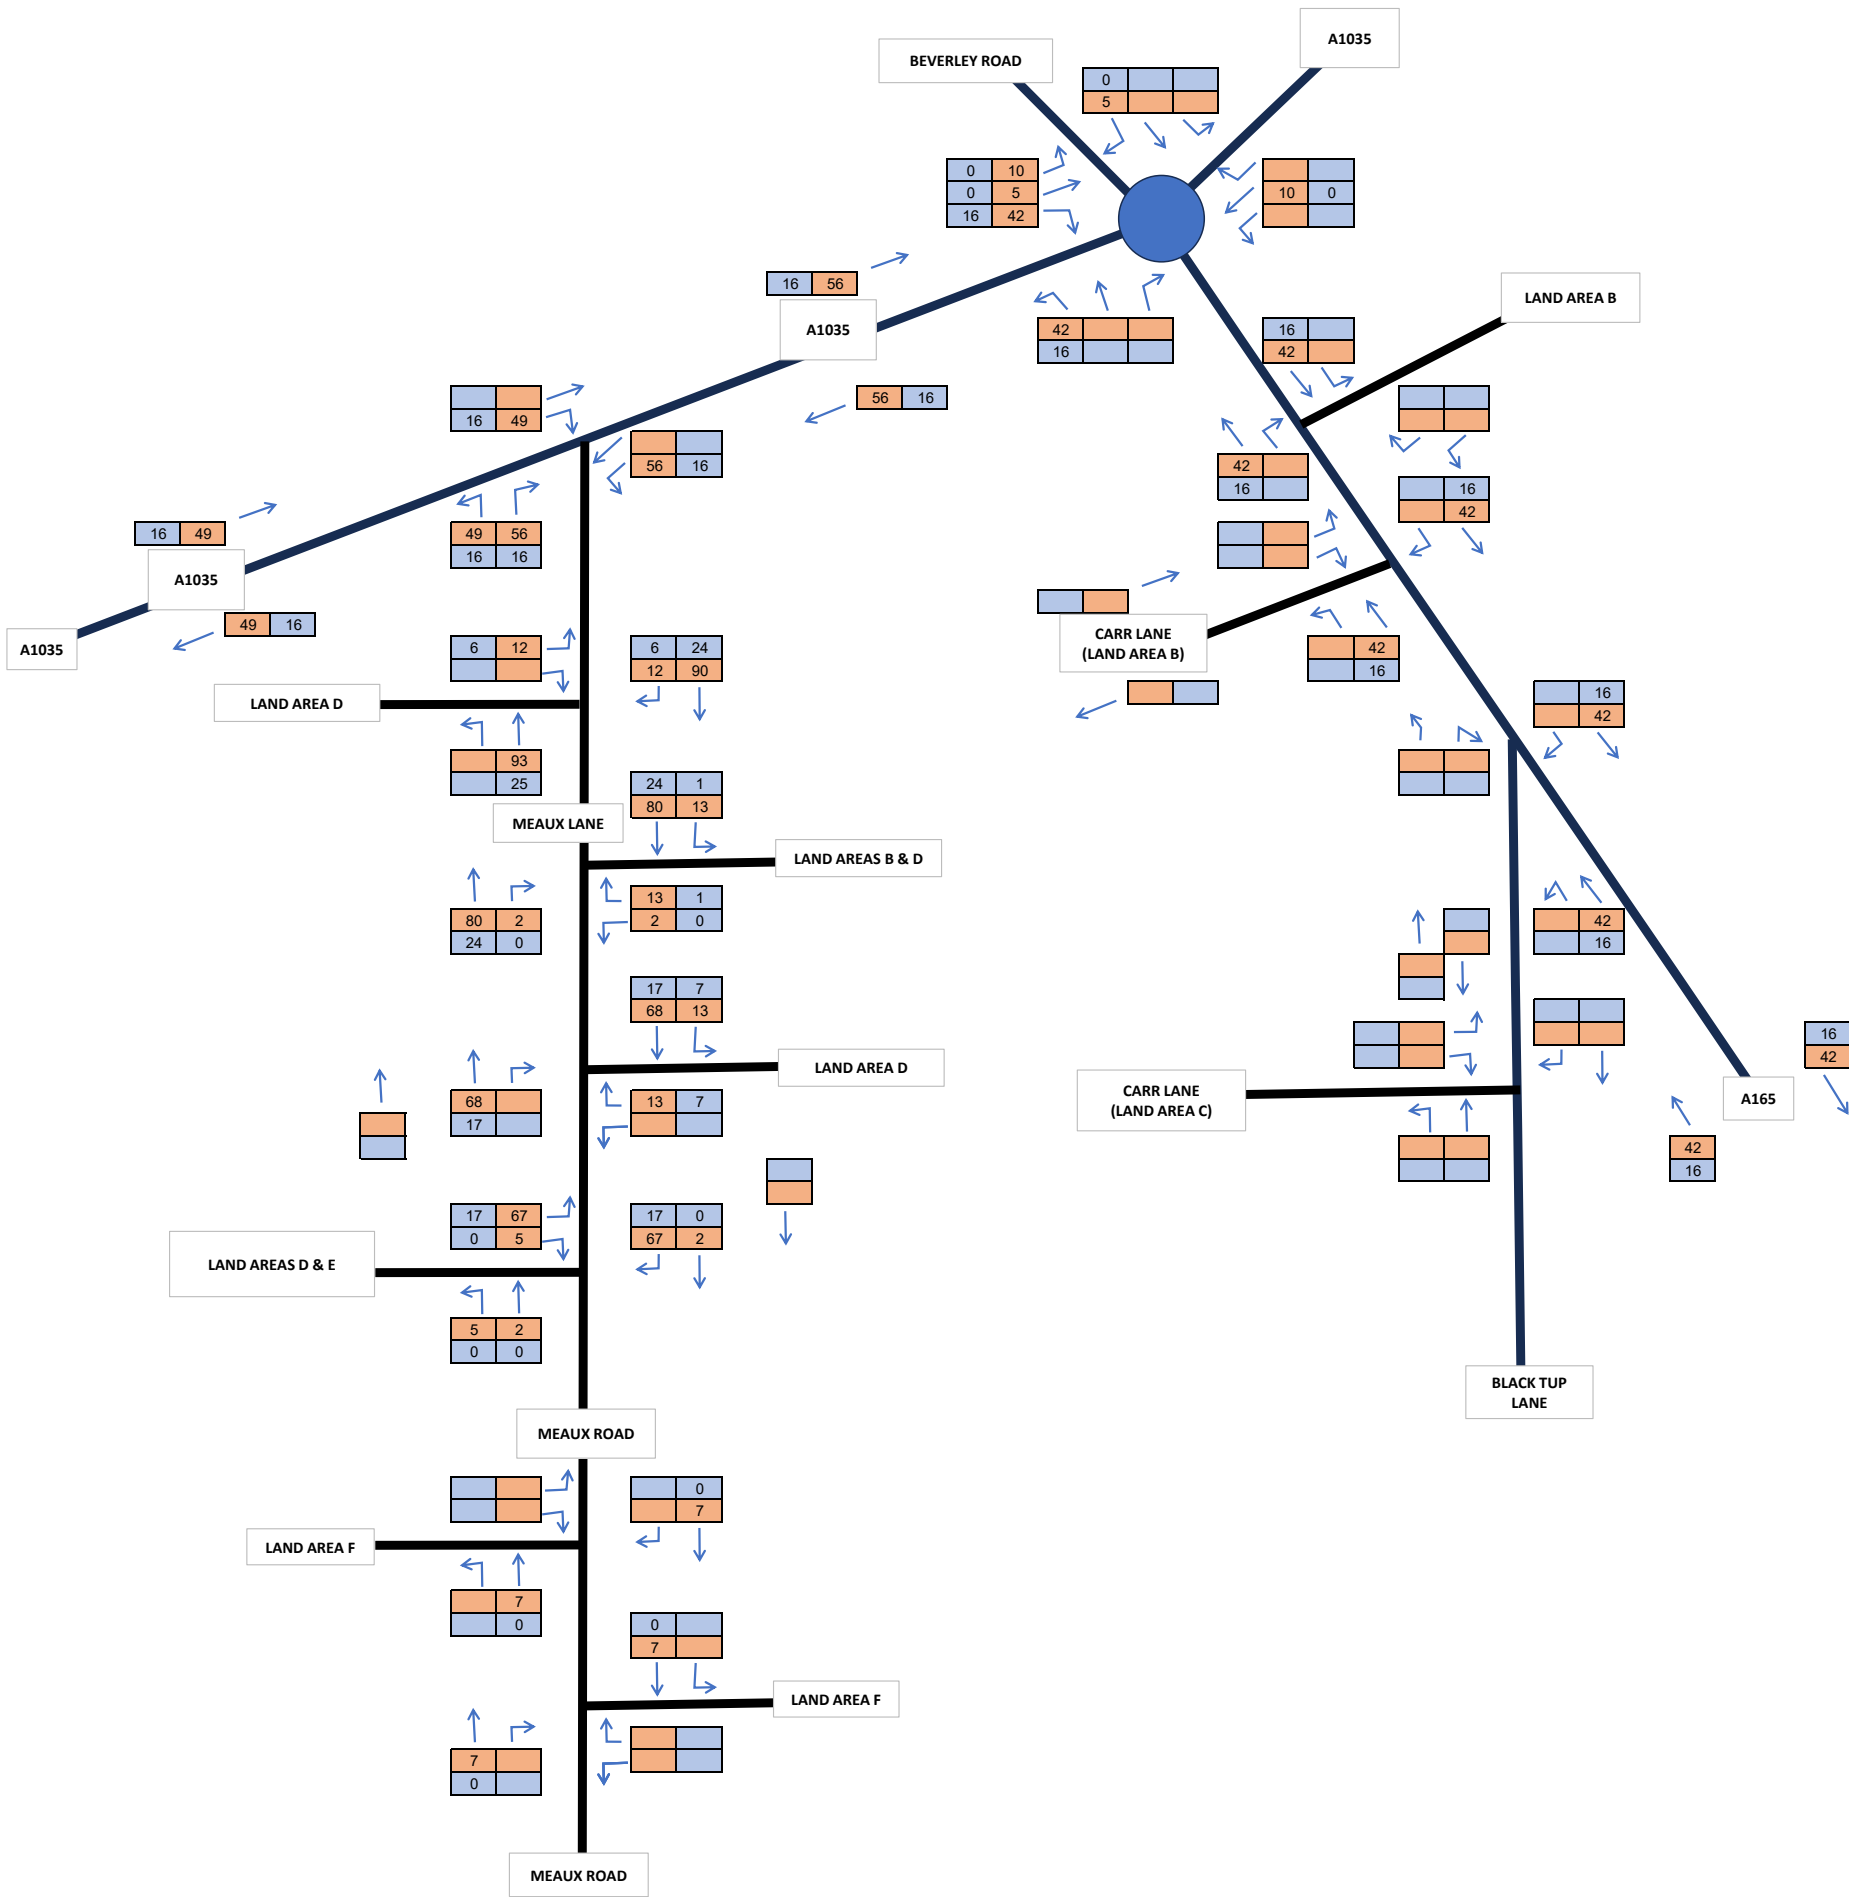 A1035
BEVERLEY ROAD
0
5
0 10
0 5
16 42
10 0
16 56
LAND AREA B
A1035
42
16
16
42
56 16
16 49
56 16
42
16
16
42
16 49
49 56
16 16
A1035
49 16
A1035
CARR LANE
(LAND AREA B)
6 12
6 24
12 90
42
16
LAND AREA D
16
42
93
25
24 1
80 13
MEAUX LANE
LAND AREAS B & D
13 1
2 0
80 2
24 0
42
16
17 7
68 13
LAND AREA D
68
17
13 7
CARR LANE
(LAND AREA C)
A165
16
42
42
16
17 67
0 5
17 0
67 2
LAND AREAS D & E
5 2
0 0
BLACK TUP
LANE
MEAUX ROAD
0
7
LAND AREA F
7
0
0
7
LAND AREA F
7
0
MEAUX ROAD